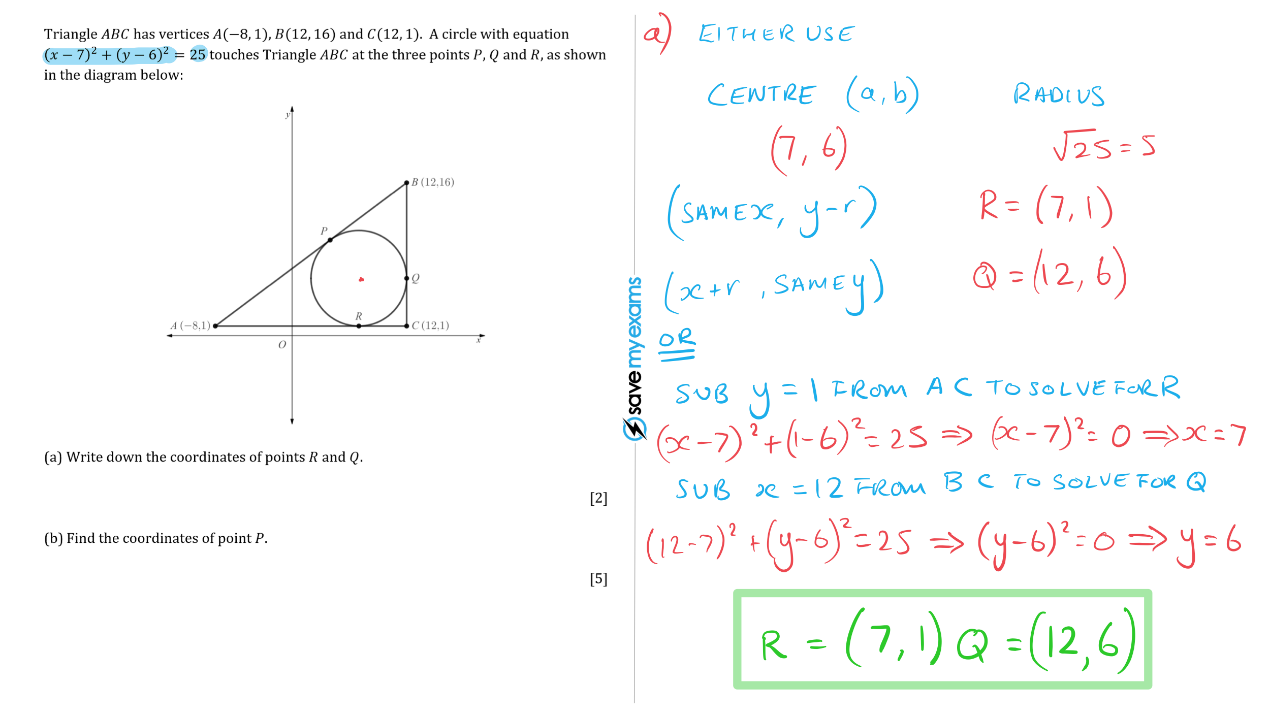 Triangle ABC has vertices A(−8, 1), B(12, 16) and C(12, 1). A circle with equation
(x − 7)² + (y − 6)² = 25 touches Triangle ABC at the three points P, Q and R, as shown
in the diagram below:
y
B (12,16)
P
Q
R
A (−8,1)
C (12,1)
O
x
(a) Write down the coordinates of points R and Q.
[2]
(b) Find the coordinates of point P.
[5]
save my exams
a) EITHER USE
CENTRE (a, b) RADIUS
(7, 6) √25 = 5
(SAME x, y−r) R = (7, 1)
(x+r, SAME y) Q = (12, 6)
OR
SUB y = 1 FROM AC TO SOLVE FOR R
(x−7)² + (1−6)² = 25 ⇒ (x−7)² = 0 ⇒ x = 7
SUB x = 12 FROM BC TO SOLVE FOR Q
(12−7)² + (y−6)² = 25 ⇒ (y−6)² = 0 ⇒ y = 6
R = (7, 1) Q = (12, 6)